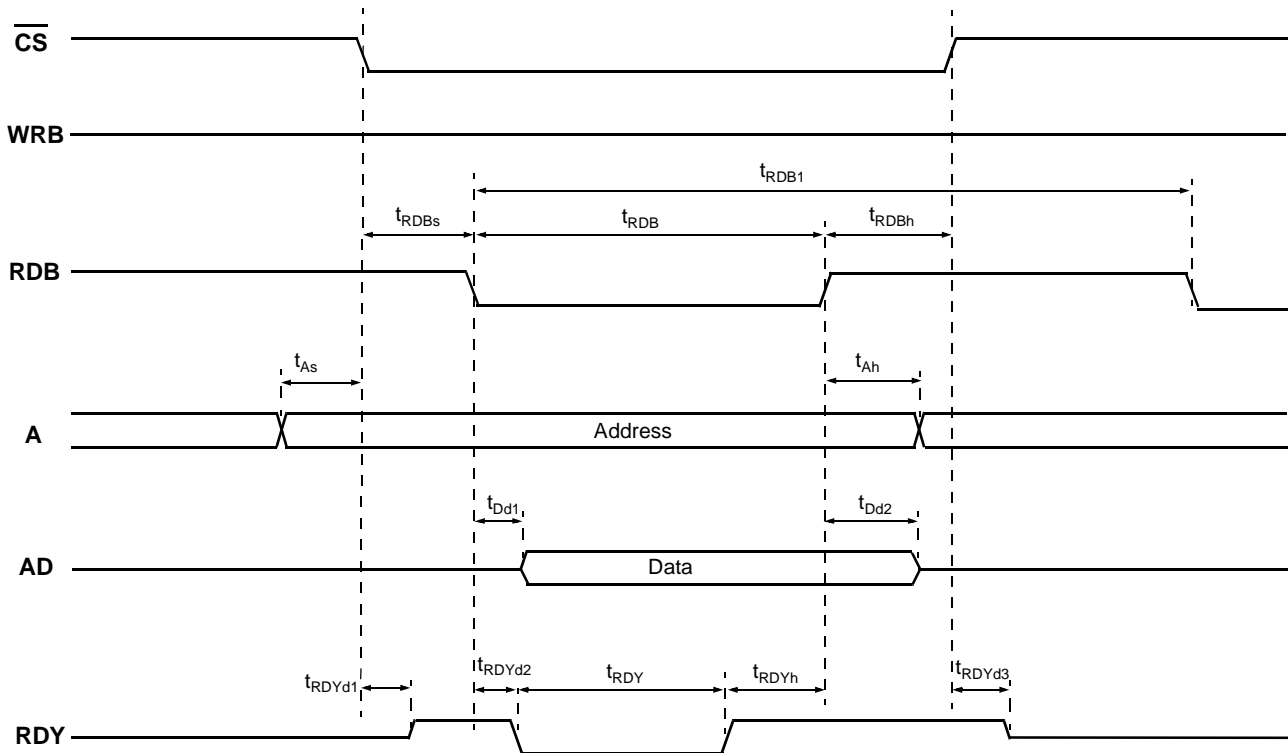 CS
WRB
tRDB1
tRDBs tRDB tRDBh
RDB
tAs tAh
A Address
tDd1 tDd2
AD Data
tRDYd1 tRDYd2 tRDY tRDYh tRDYd3
RDY